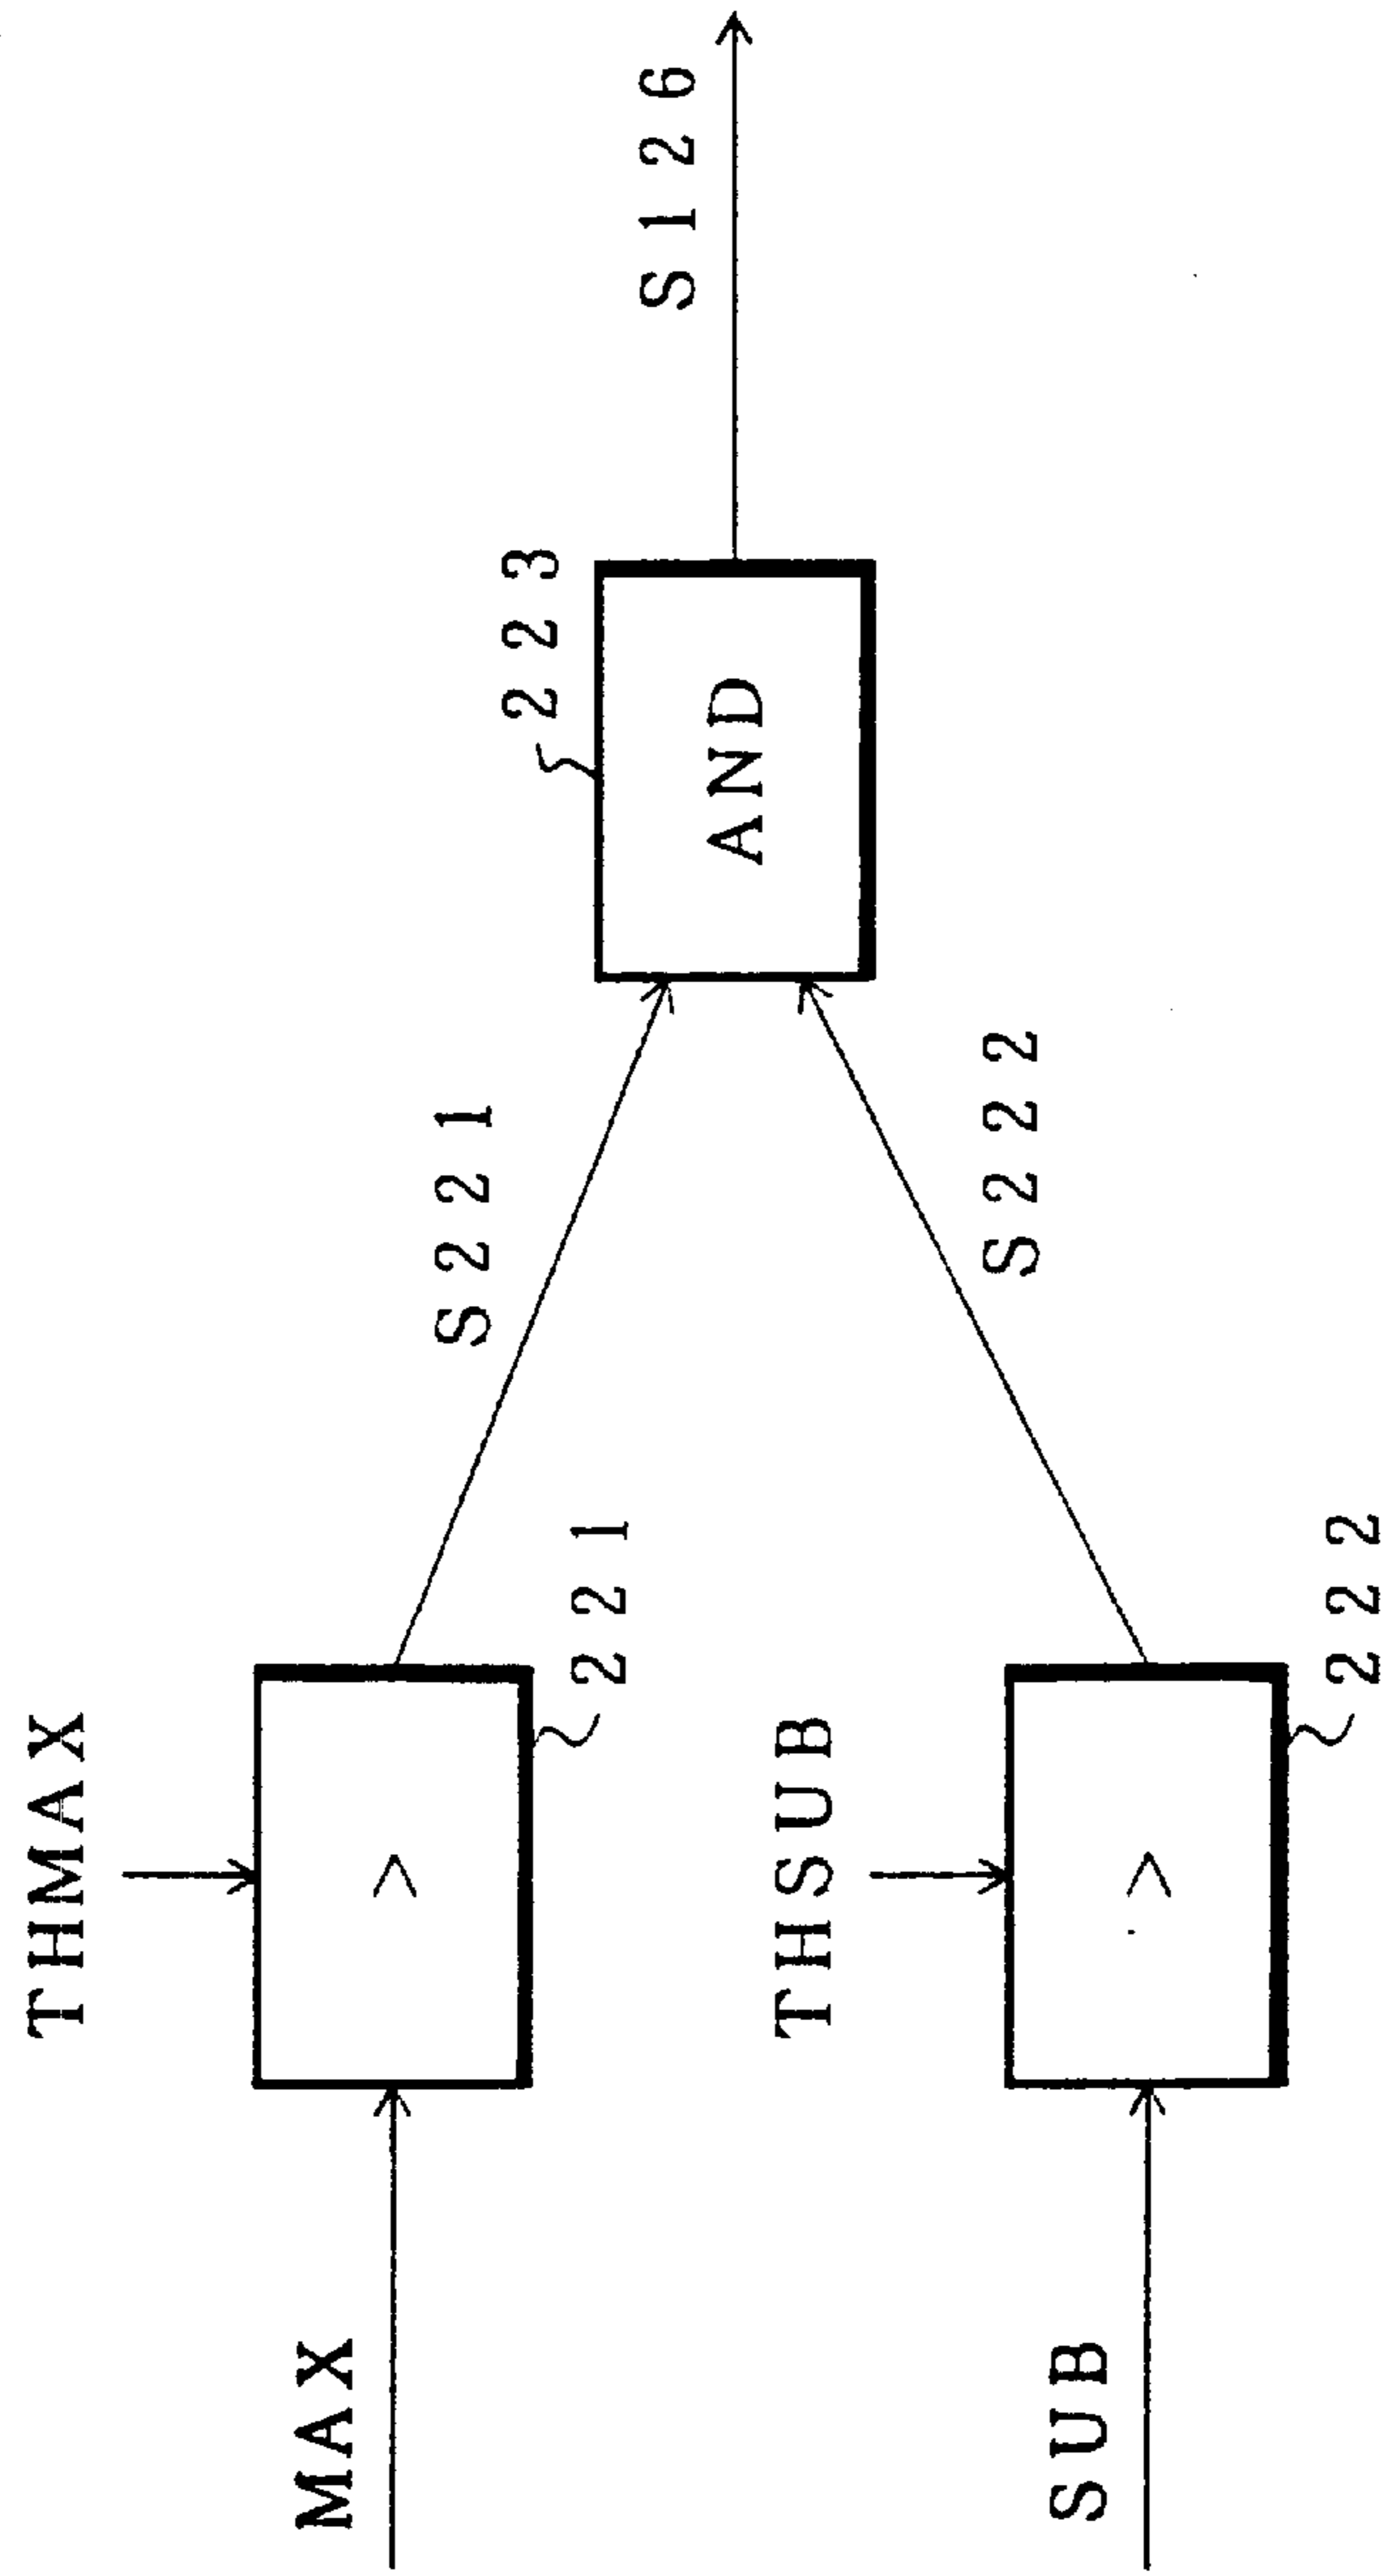 THMAX
MAX
>
S221
223
221
S126
AND
THSUB
S222
SUB
>
222